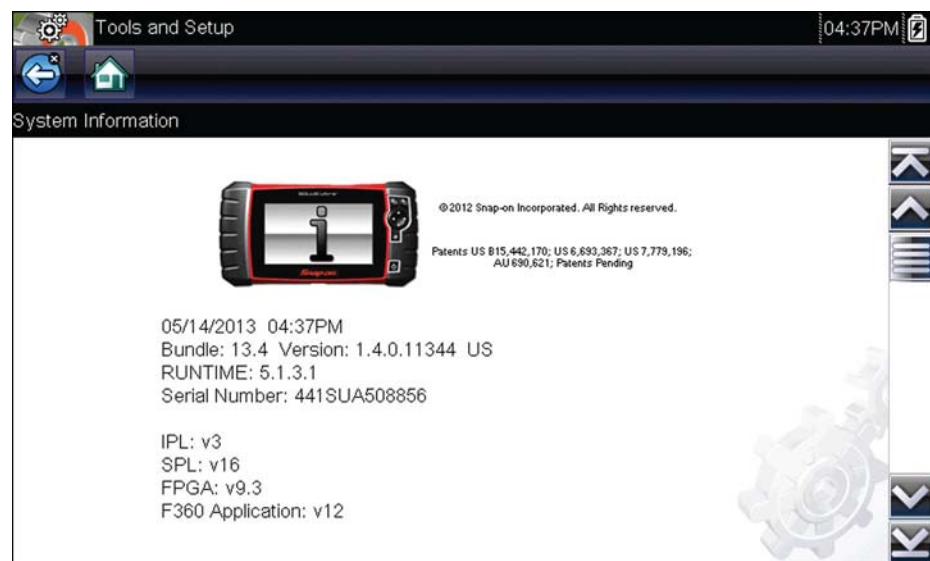 Tools and Setup
04:37PM
System Information
©2012 Snap-on Incorporated. All Rights reserved.
Patents US 815,442,170; US 6,693,367; US 7,779,196;
AU 690,621; Patents Pending
Snap-on
05/14/2013 04:37PM
Bundle: 13.4 Version: 1.4.0.11344 US
RUNTIME: 5.1.3.1
Serial Number: 441SUA508856
IPL: v3
SPL: v16
FPGA: v9.3
F360 Application: v12